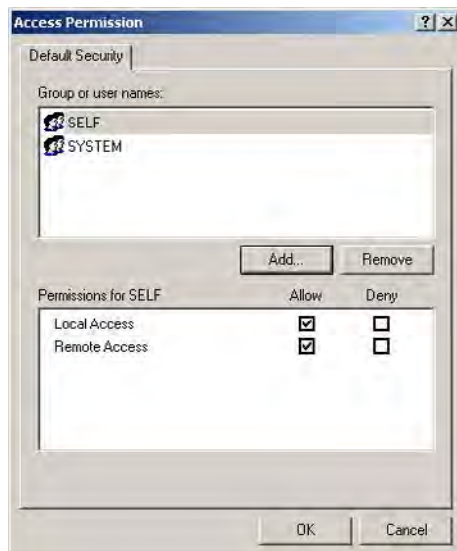 Access Permission
Default Security
Group or user names:
SELF
SYSTEM
Add... Remove
Permissions for SELF Allow Deny
Local Access
Remote Access
OK Cancel